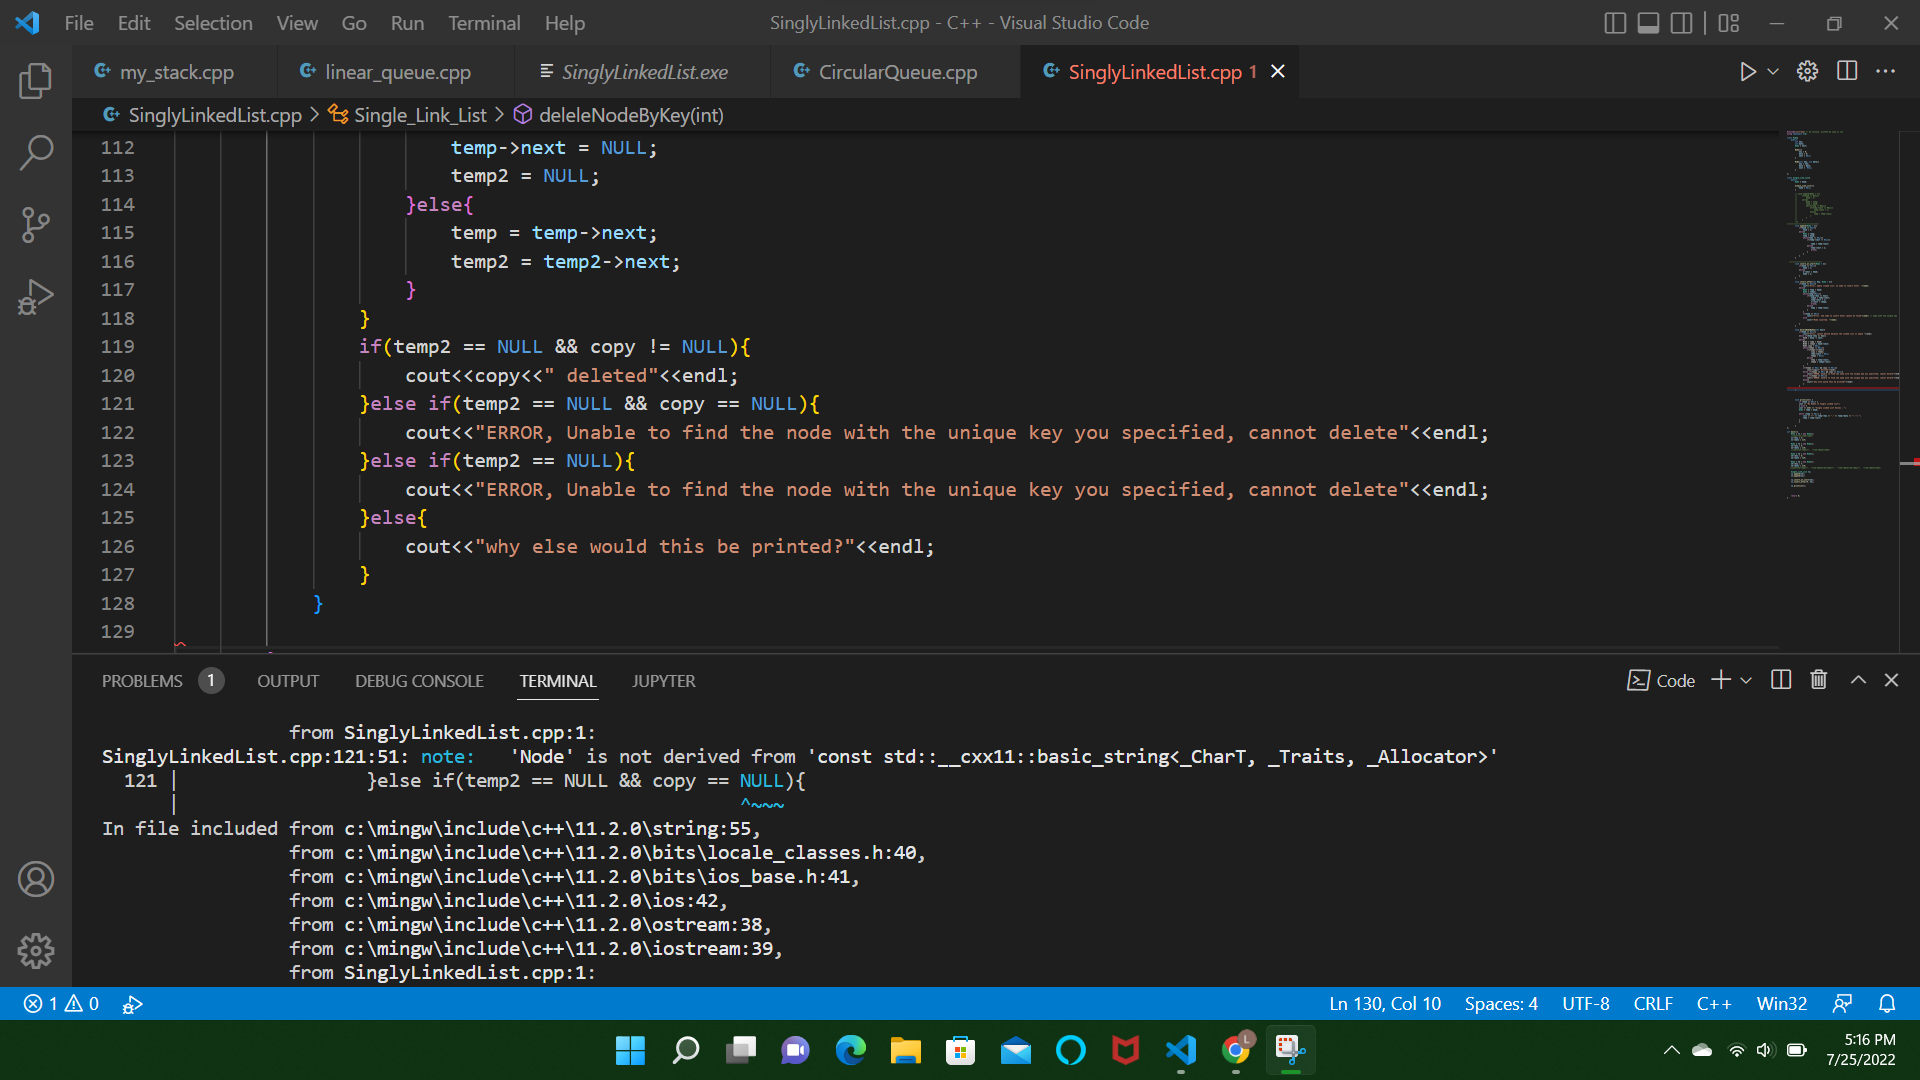 File Edit Selection View Go Run Terminal Help SinglyLinkedList.cpp - C++ - Visual Studio Code
my_stack.cpp linear_queue.cpp SinglyLinkedList.exe CircularQueue.cpp SinglyLinkedList.cpp 1
SinglyLinkedList.cpp > Single_Link_List > deleleNodeByKey(int)
112 temp->next = NULL;
113 temp2 = NULL;
114 }else{
115 temp = temp->next;
116 temp2 = temp2->next;
117 }
118 }
119 if(temp2 == NULL && copy != NULL){
120 cout<<copy<<" deleted"<<endl;
121 }else if(temp2 == NULL && copy == NULL){
122 cout<<"ERROR, Unable to find the node with the unique key you specified, cannot delete"<<endl;
123 }else if(temp2 == NULL){
124 cout<<"ERROR, Unable to find the node with the unique key you specified, cannot delete"<<endl;
125 }else{
126 cout<<"why else would this be printed?"<<endl;
127 }
128 }
129
PROBLEMS 1 OUTPUT DEBUG CONSOLE TERMINAL JUPYTER Code
from SinglyLinkedList.cpp:1:
SinglyLinkedList.cpp:121:51: note:   'Node' is not derived from 'const std::__cxx11::basic_string<_CharT, _Traits, _Allocator>'
121 | }else if(temp2 == NULL && copy == NULL){
| ^~~~
In file included from c:\mingw\include\c++\11.2.0\string:55,
from c:\mingw\include\c++\11.2.0\bits\locale_classes.h:40,
from c:\mingw\include\c++\11.2.0\bits\ios_base.h:41,
from c:\mingw\include\c++\11.2.0\ios:42,
from c:\mingw\include\c++\11.2.0\ostream:38,
from c:\mingw\include\c++\11.2.0\iostream:39,
from SinglyLinkedList.cpp:1:
1 0 Ln 130, Col 10 Spaces: 4 UTF-8 CRLF C++ Win32
L
5:16 PM
7/25/2022